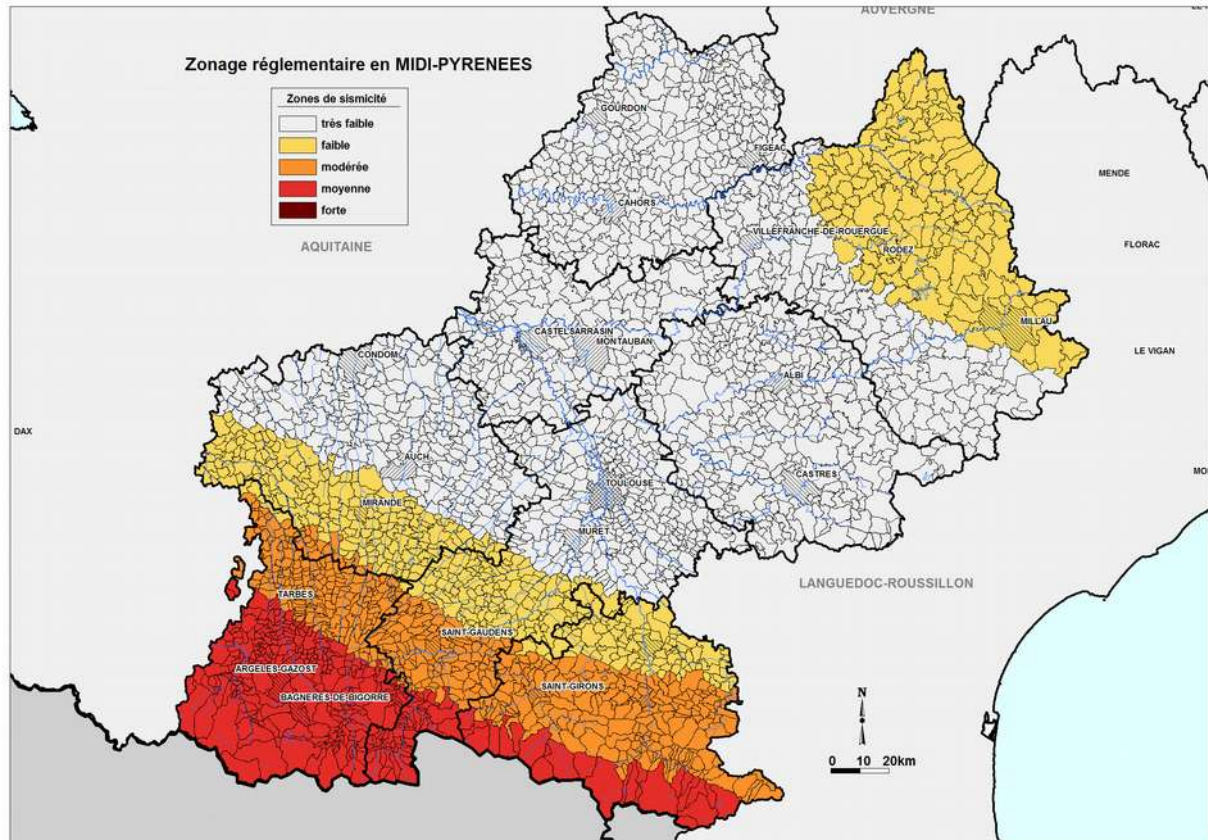 AUVERGNE
Zonage réglementaire en MIDI-PYRENEES
Zones de sismicité
très faible
faible
modérée
moyenne
forte
AQUITAINE
GOURDON
FIGEAC
CAHORS
MENDE
VILLEFRANCHE-DE-ROUERGUE
RODEZ
FLORAC
CASTELSARRASIN
MONTAUBAN
MILLAU
LE VIGAN
CONDOM
ALBI
DAX
AUCH
CASTRES
TOULOUSE
MIRANDE
MURET
LANGUEDOC-ROUSSILLON
TARBES
SAINT-GAUDENS
ARGELES-GAZOST
SAINT-GIRONS
BAGNERES-DE-BIGORRE
N
0 10 20km